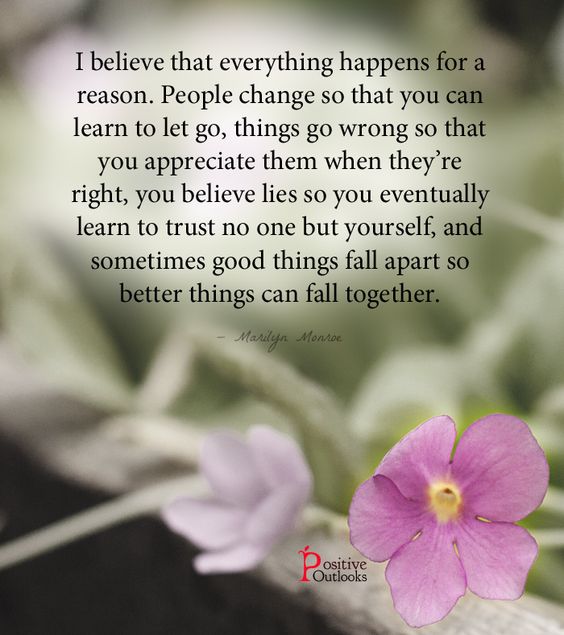 I believe that everything happens for a
reason. People change so that you can
learn to let go, things go wrong so that
you appreciate them when they're
right, you believe lies so you eventually
learn to trust no one but yourself, and
sometimes good things fall apart so
better things can fall together.
– Marilyn Monroe
Positive
Outlooks